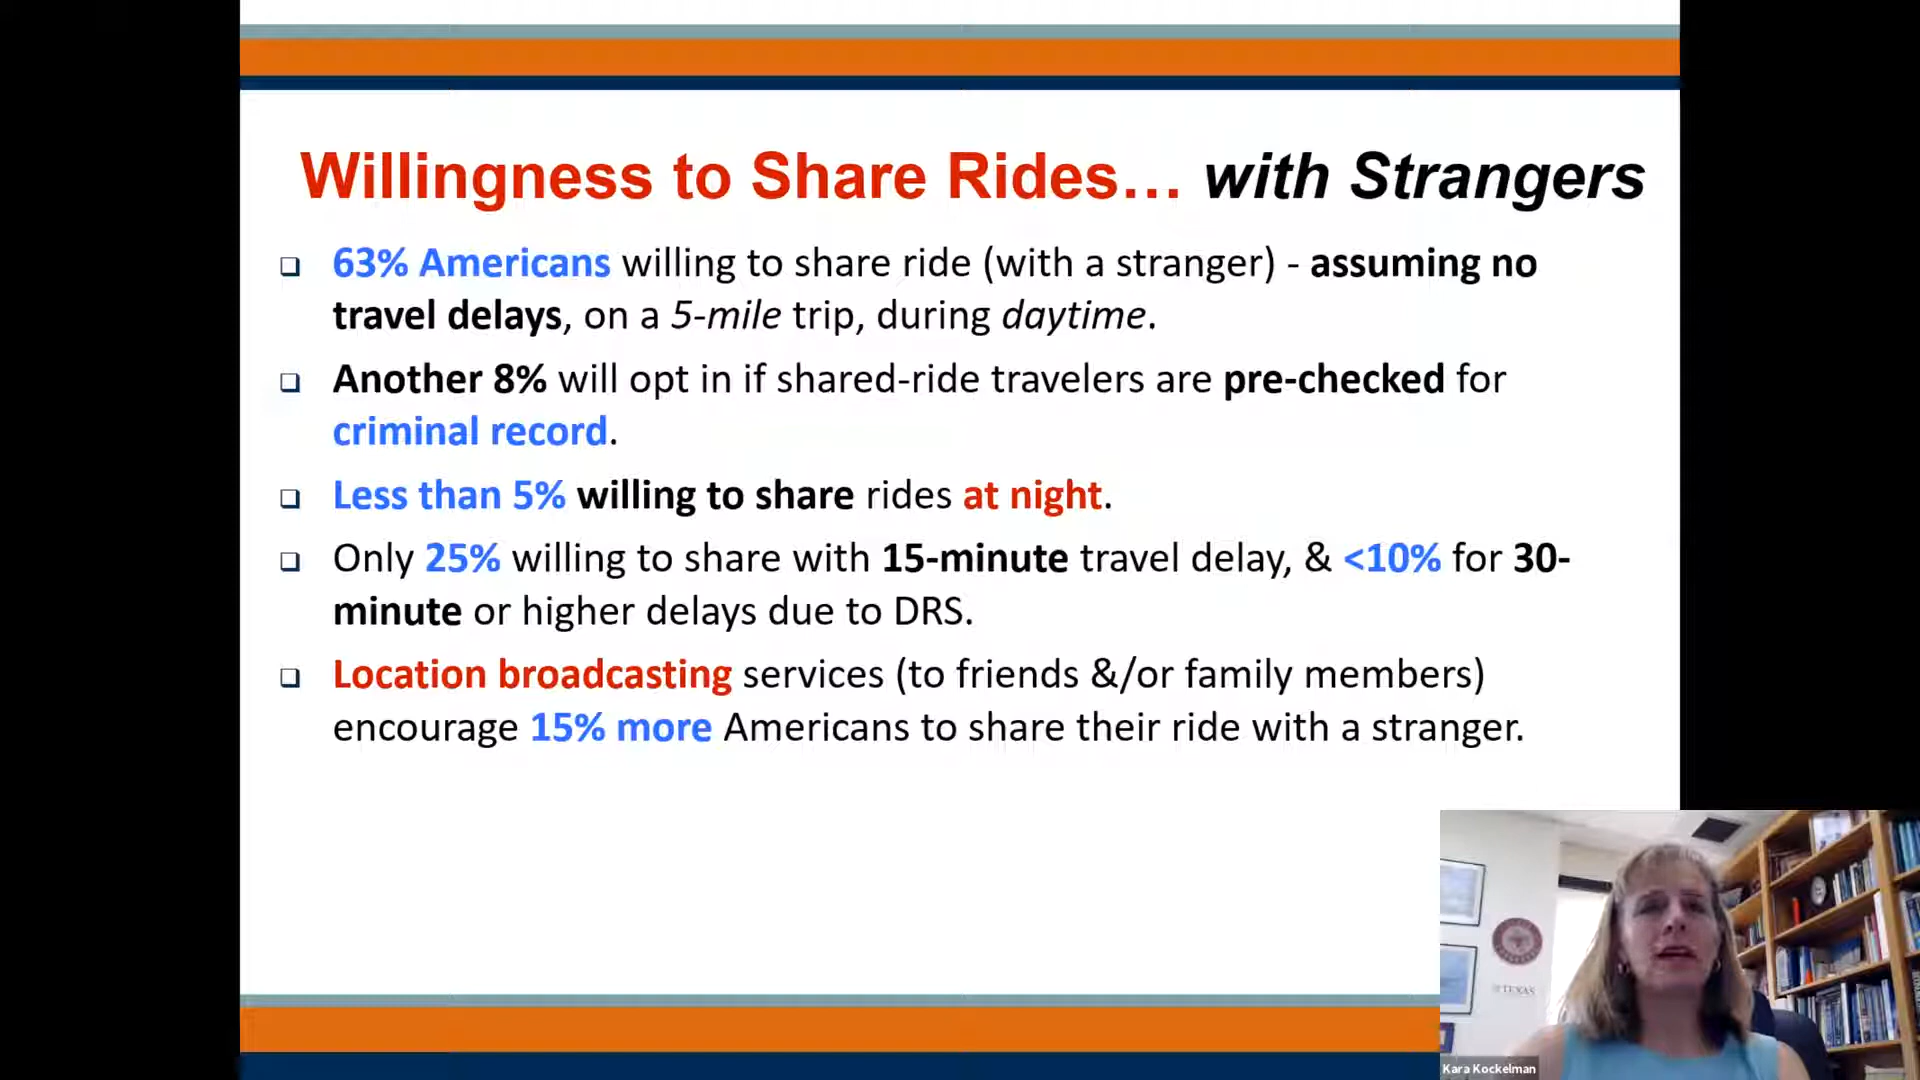 Willingness to Share Rides… with Strangers
63% Americans willing to share ride (with a stranger) - assuming no
travel delays, on a 5-mile trip, during daytime.
Another 8% will opt in if shared-ride travelers are pre-checked for
criminal record.
Less than 5% willing to share rides at night.
Only 25% willing to share with 15-minute travel delay, & <10% for 30-
minute or higher delays due to DRS.
Location broadcasting services (to friends &/or family members)
encourage 15% more Americans to share their ride with a stranger.
TEXAS
Kara Kockelman